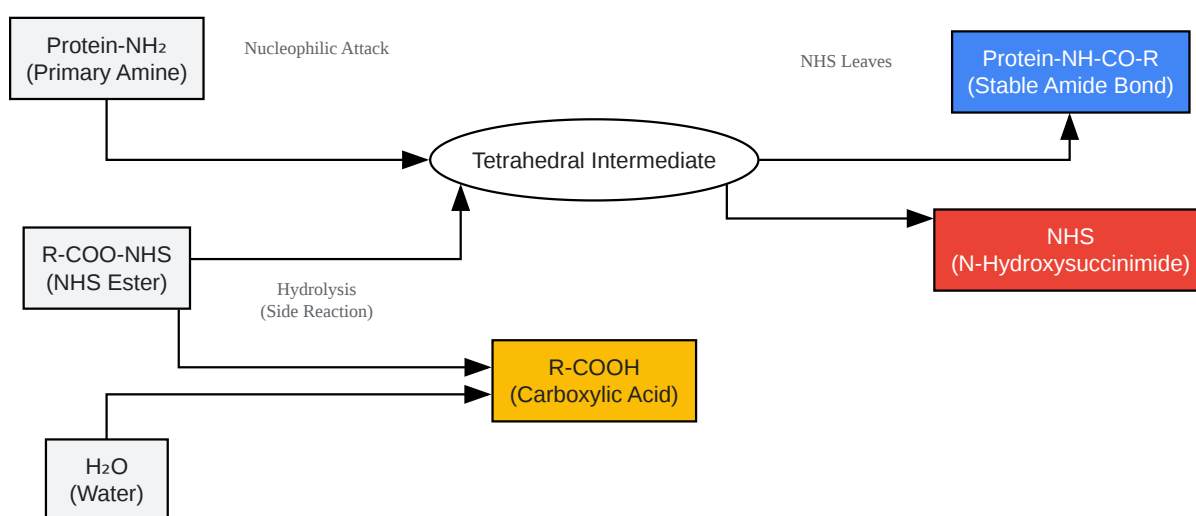 Protein-NH₂
(Primary Amine)
Nucleophilic Attack
NHS Leaves
Protein-NH-CO-R
(Stable Amide Bond)
Tetrahedral Intermediate
R-COO-NHS
(NHS Ester)
NHS
(N-Hydroxysuccinimide)
Hydrolysis
(Side Reaction)
R-COOH
(Carboxylic Acid)
H₂O
(Water)